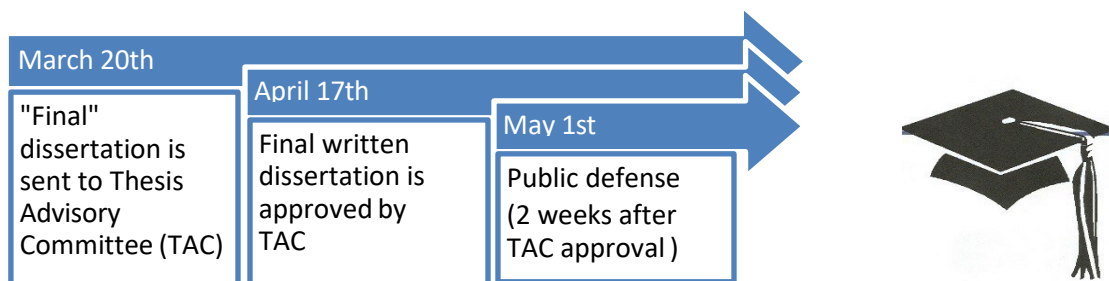 March 20th
"Final"
dissertation is
sent to Thesis
Advisory
Committee (TAC)
April 17th
Final written
dissertation is
approved by
TAC
May 1st
Public defense
(2 weeks after
TAC approval )